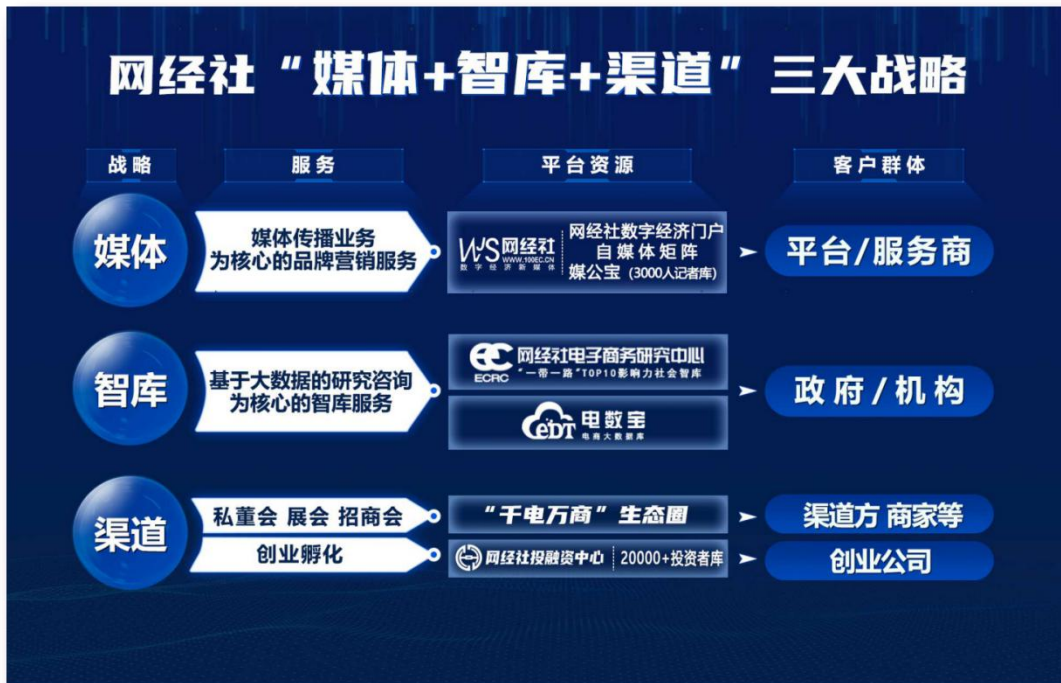 网经社“媒体+智库+渠道”三大战略
战略 服务 平台资源 客户群体
媒体
媒体传播业务
为核心的品牌营销服务
WJS 网经社
WWW.100EC.CN
数字经济新媒体
网经社数字经济门户
自媒体矩阵
媒公宝（3000人记者库）
平台/服务商
智库
基于大数据的研究咨询
为核心的智库服务
EC
ECRC
网经社电子商务研究中心
“一带一路”TOP10影响力社会智库
eDT
电数宝
电商大数据库
政府/机构
渠道
私董会 展会 招商会
“千电万商”生态圈
渠道方 商家等
创业孵化
网经社投融资中心
20000+投资者库
创业公司